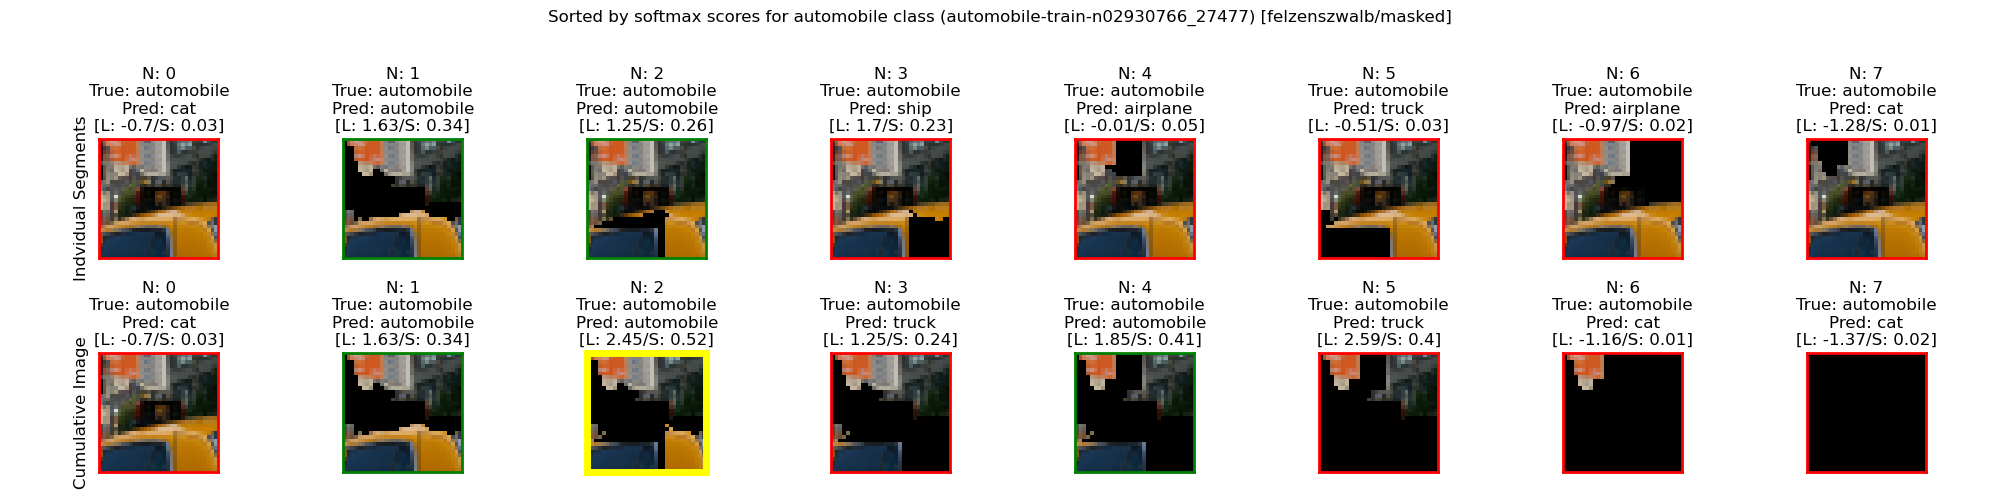 Sorted by softmax scores for automobile class (automobile-train-n02930766_27477) [felzenszwalb/masked]
Individual Segments
N: 0
True: automobile
Pred: cat
[L: -0.7/S: 0.03]
N: 1
True: automobile
Pred: automobile
[L: 1.63/S: 0.34]
N: 2
True: automobile
Pred: automobile
[L: 1.25/S: 0.26]
N: 3
True: automobile
Pred: ship
[L: 1.7/S: 0.23]
N: 4
True: automobile
Pred: airplane
[L: -0.01/S: 0.05]
N: 5
True: automobile
Pred: truck
[L: -0.51/S: 0.03]
N: 6
True: automobile
Pred: airplane
[L: -0.97/S: 0.02]
N: 7
True: automobile
Pred: cat
[L: -1.28/S: 0.01]
Cumulative Image
N: 0
True: automobile
Pred: cat
[L: -0.7/S: 0.03]
N: 1
True: automobile
Pred: automobile
[L: 1.63/S: 0.34]
N: 2
True: automobile
Pred: automobile
[L: 2.45/S: 0.52]
N: 3
True: automobile
Pred: truck
[L: 1.25/S: 0.24]
N: 4
True: automobile
Pred: automobile
[L: 1.85/S: 0.41]
N: 5
True: automobile
Pred: truck
[L: 2.59/S: 0.4]
N: 6
True: automobile
Pred: cat
[L: -1.16/S: 0.01]
N: 7
True: automobile
Pred: cat
[L: -1.37/S: 0.02]